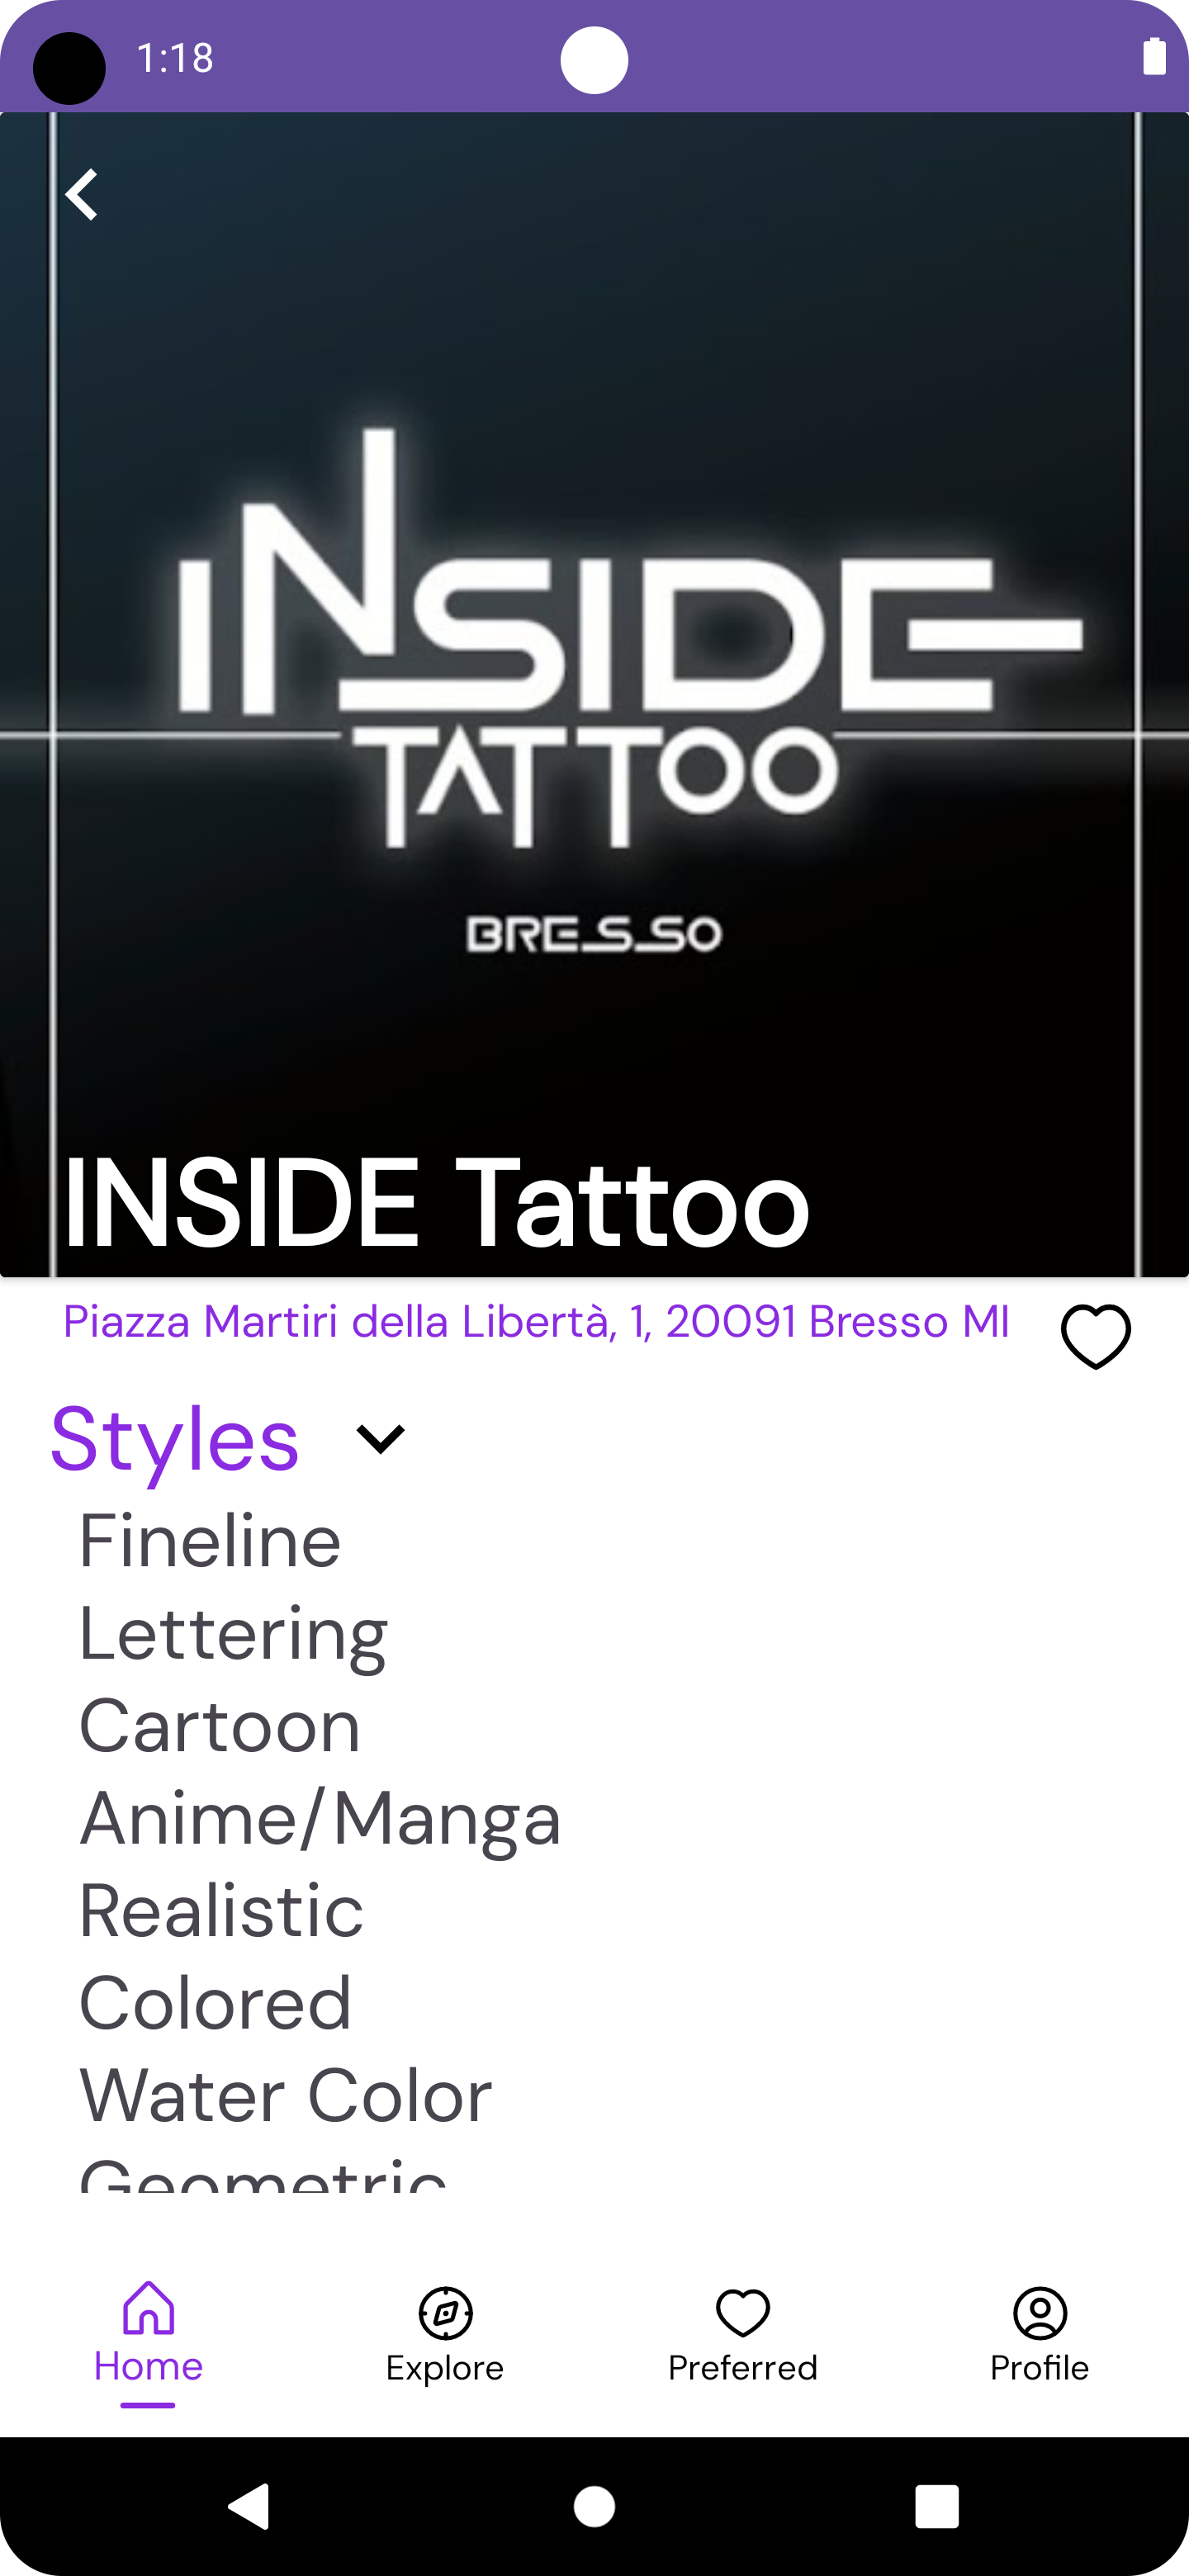 1:18
INSIDE
TATTOO
BRESSO
INSIDE Tattoo
Piazza Martiri della Libertà, 1, 20091 Bresso MI
Styles
Fineline
Lettering
Cartoon
Anime/Manga
Realistic
Colored
Water Color
Geometric
Home
Explore
Preferred
Profile